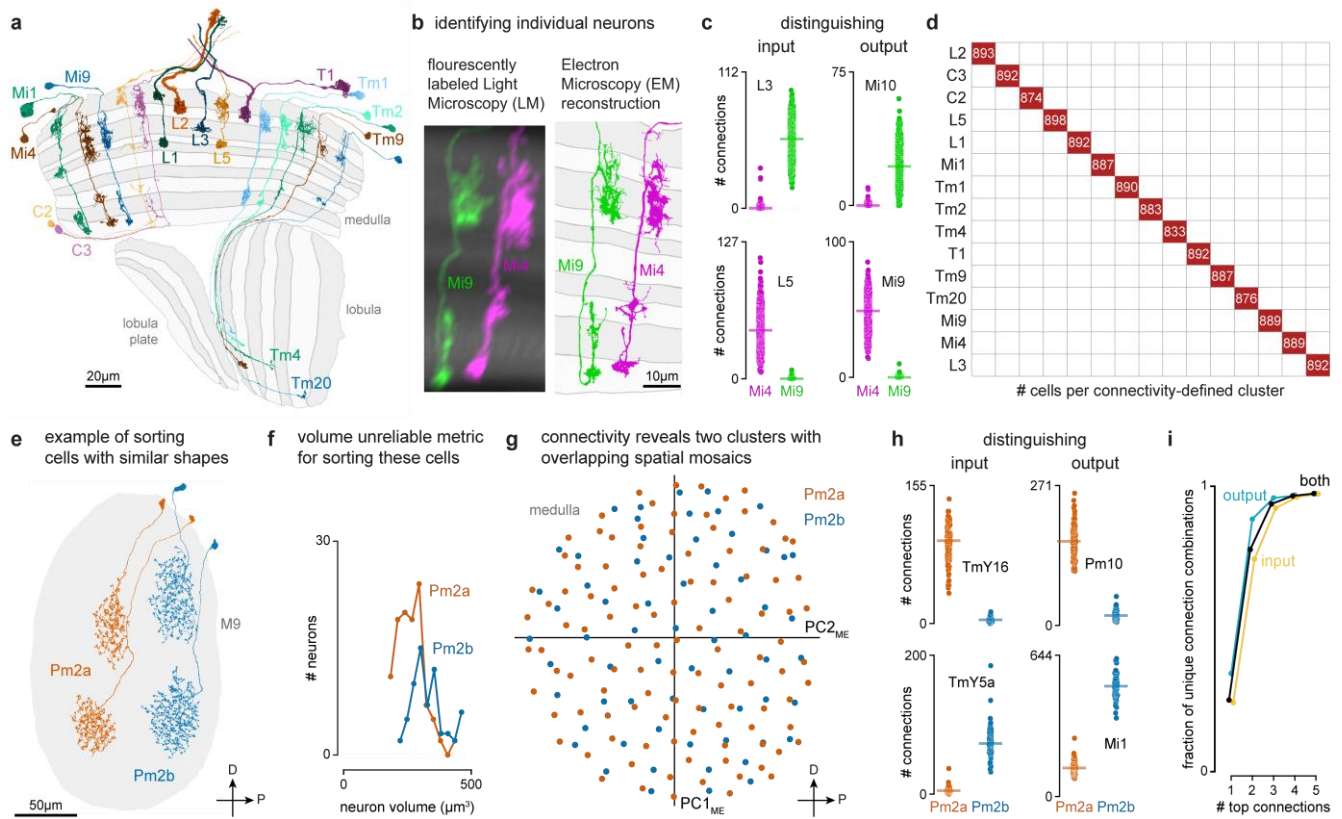 a
Mi9
Mi1
Mi4
C2
C3
L2
L1
L3
L5
T1
Tm1
Tm2
Tm9
medulla
lobula plate
lobula
Tm4
Tm20
20µm
b identifying individual neurons
flourescently
labeled Light
Microscopy (LM)
Electron
Microscopy (EM)
reconstruction
Mi9
Mi4
Mi9
Mi4
10µm
c distinguishing
input output
# connections
112
L3
0
75
Mi10
0
# connections
127
L5
0
100
Mi9
0
Mi4 Mi9
Mi4 Mi9
d
L2 893
C3 892
C2 874
L5 898
L1 892
Mi1 887
Tm1 890
Tm2 883
Tm4 833
T1 892
Tm9 887
Tm20 876
Mi9 889
Mi4 889
L3 892
# cells per connectivity-defined cluster
e example of sorting
cells with similar shapes
Pm2a
Pm2b
M9
50µm
D
P
f volume unreliable metric
for sorting these cells
# neurons
30
0
Pm2a
Pm2b
0 500
neuron volume (µm³)
g connectivity reveals two clusters with
overlapping spatial mosaics
medulla
Pm2a
Pm2b
PC2ME
PC1ME
D
P
h distinguishing
input output
# connections
155
TmY16
0
271
Pm10
0
# connections
200
TmY5a
0
644
Mi1
0
Pm2a Pm2b
Pm2a Pm2b
i
fraction of unique connection combinations
1
0
output
both
input
1 2 3 4 5
# top connections